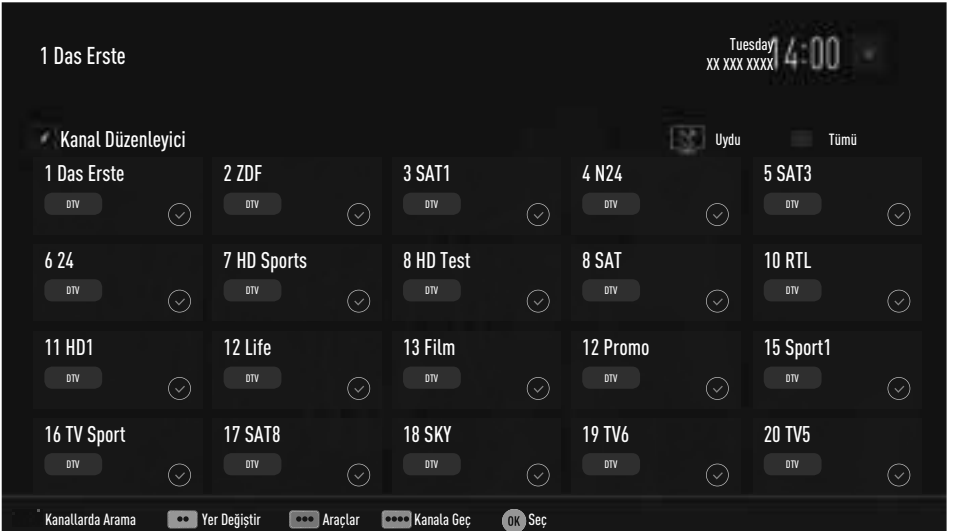 1 Das Erste
Tuesday
XX XXX XXXX
14:00
Kanal Düzenleyici
Uydu
Tümü
1 Das Erste 2 ZDF 3 SAT1 4 N24 5 SAT3
DTV DTV DTV DTV DTV
6 24 7 HD Sports 8 HD Test 8 SAT 10 RTL
DTV DTV DTV DTV DTV
11 HD1 12 Life 13 Film 12 Promo 15 Sport1
DTV DTV DTV DTV DTV
16 TV Sport 17 SAT8 18 SKY 19 TV6 20 TV5
DTV DTV DTV DTV DTV
Kanallarda Arama Yer Değiştir Araçlar Kanala Geç OK Seç